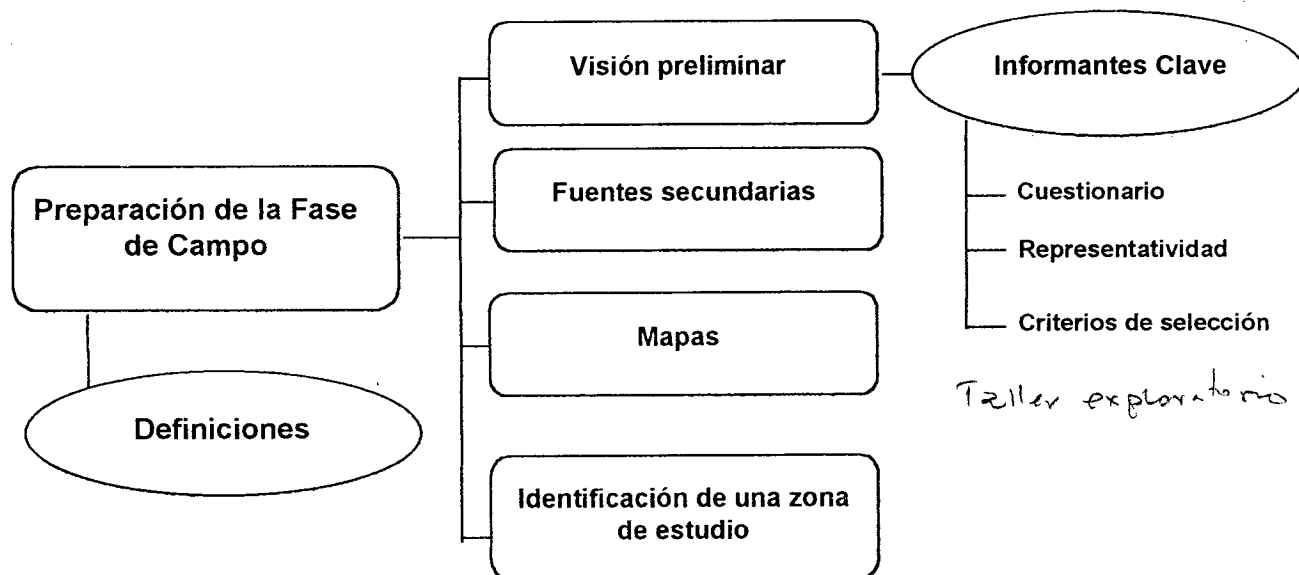 Preparación de la Fase
de Campo
Definiciones
Visión preliminar
Fuentes secundarias
Mapas
Identificación de una zona
de estudio
Informantes Clave
Cuestionario
Representatividad
Criterios de selección
Taller exploratorio